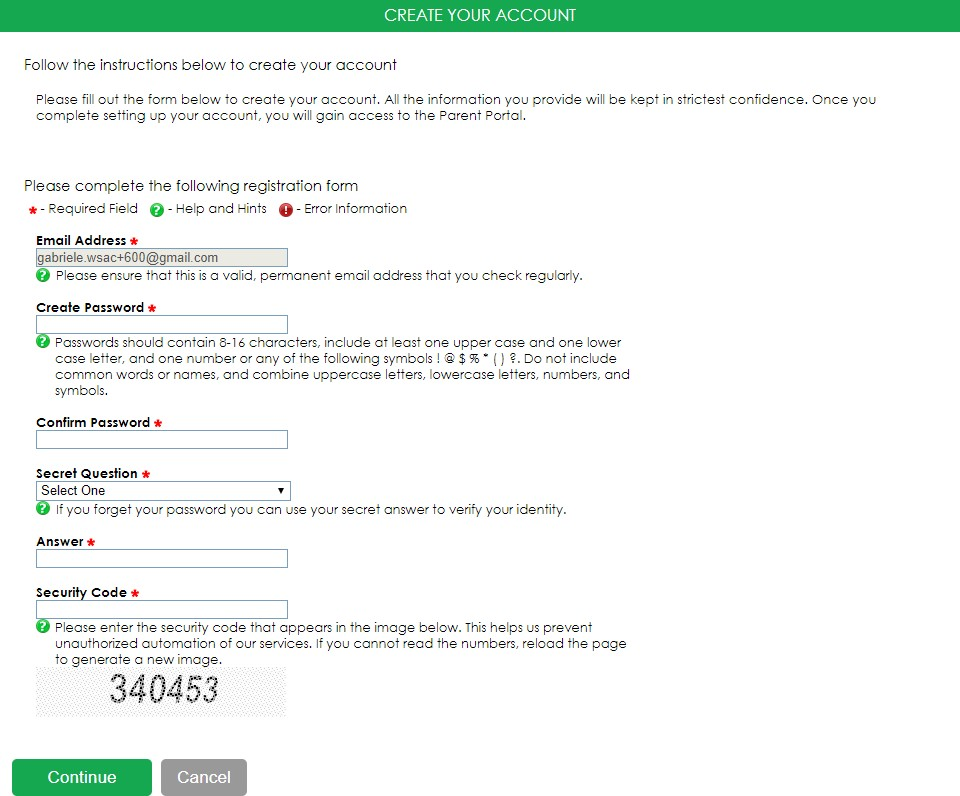 CREATE YOUR ACCOUNT
Follow the instructions below to create your account
Please fill out the form below to create your account. All the information you provide will be kept in strictest confidence. Once you
complete setting up your account, you will gain access to the Parent Portal.
Please complete the following registration form
* - Required Field ? - Help and Hints ! - Error Information
Email Address *
gabriele.wsac+600@gmail.com
? Please ensure that this is a valid, permanent email address that you check regularly.
Create Password *
? Passwords should contain 8-16 characters, include at least one upper case and one lower
case letter, and one number or any of the following symbols ! @ $ % * ( ) ?. Do not include
common words or names, and combine uppercase letters, lowercase letters, numbers, and
symbols.
Confirm Password *
Secret Question *
Select One
? If you forget your password you can use your secret answer to verify your identity.
Answer *
Security Code *
? Please enter the security code that appears in the image below. This helps us prevent
unauthorized automation of our services. If you cannot read the numbers, reload the page
to generate a new image.
340453
Continue Cancel